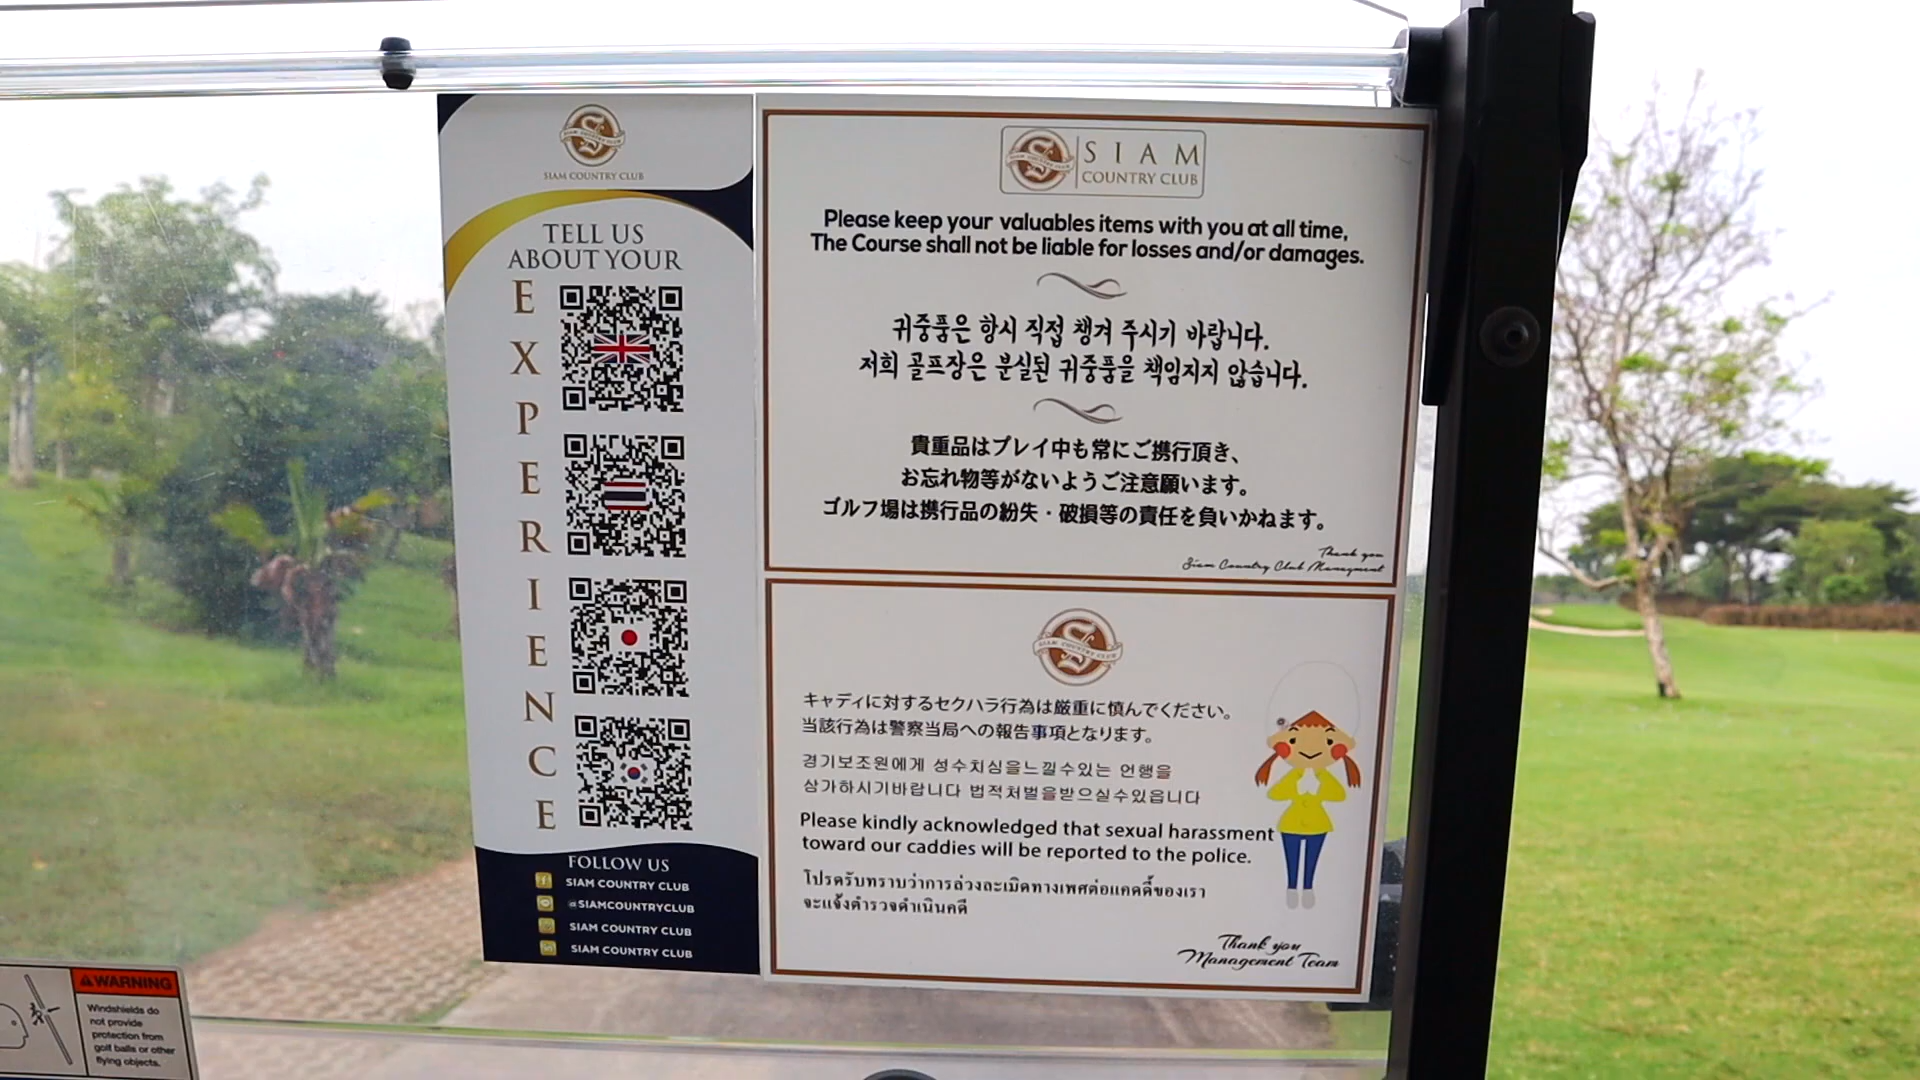 SIAM COUNTRY CLUB
TELL US
ABOUT YOUR
EXPERIENCE
FOLLOW US
SIAM COUNTRY CLUB
@SIAMCOUNTRYCLUB
SIAM COUNTRY CLUB
SIAM COUNTRY CLUB
SIAM
COUNTRY CLUB
Please keep your valuables items with you at all time,
The Course shall not be liable for losses and/or damages.
귀중품은 항시 직접 챙겨 주시기 바랍니다.
저희 골프장은 분실된 귀중품을 책임지지 않습니다.
貴重品はプレイ中も常にご携行頂き、
お忘れ物等がないようご注意願います。
ゴルフ場は携行品の紛失・破損等の責任を負いかねます。
Thank you
Siam Country Club Managment
SIAM COUNTRY CLUB
キャディに対するセクハラ行為は厳重に慎んでください。
当該行為は警察当局への報告事項となります。
경기보조원에게 성수치심을느낄수있는 언행을
삼가하시기바랍니다 법적처벌을받으실수있읍니다
Please kindly acknowledged that sexual harassment
toward our caddies will be reported to the police.
โปรดรับทราบว่าการล่วงละเมิดทางเพศต่อแคดดี้ของเรา
จะแจ้งตำรวจดำเนินคดี
Thank you
Management Team
WARNING
Windshields do
not provide
protection from
golf balls or other
flying objects.